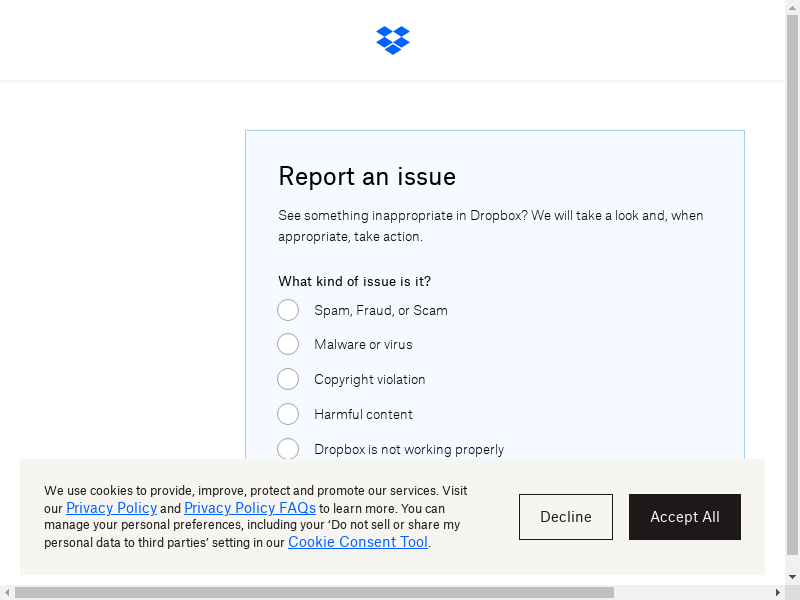 Report an issue
See something inappropriate in Dropbox? We will take a look and, when
appropriate, take action.
What kind of issue is it?
Spam, Fraud, or Scam
Malware or virus
Copyright violation
Harmful content
Dropbox is not working properly
We use cookies to provide, improve, protect and promote our services. Visit
our Privacy Policy and Privacy Policy FAQs to learn more. You can
manage your personal preferences, including your ‘Do not sell or share my
personal data to third parties’ setting in our Cookie Consent Tool.
Decline
Accept All